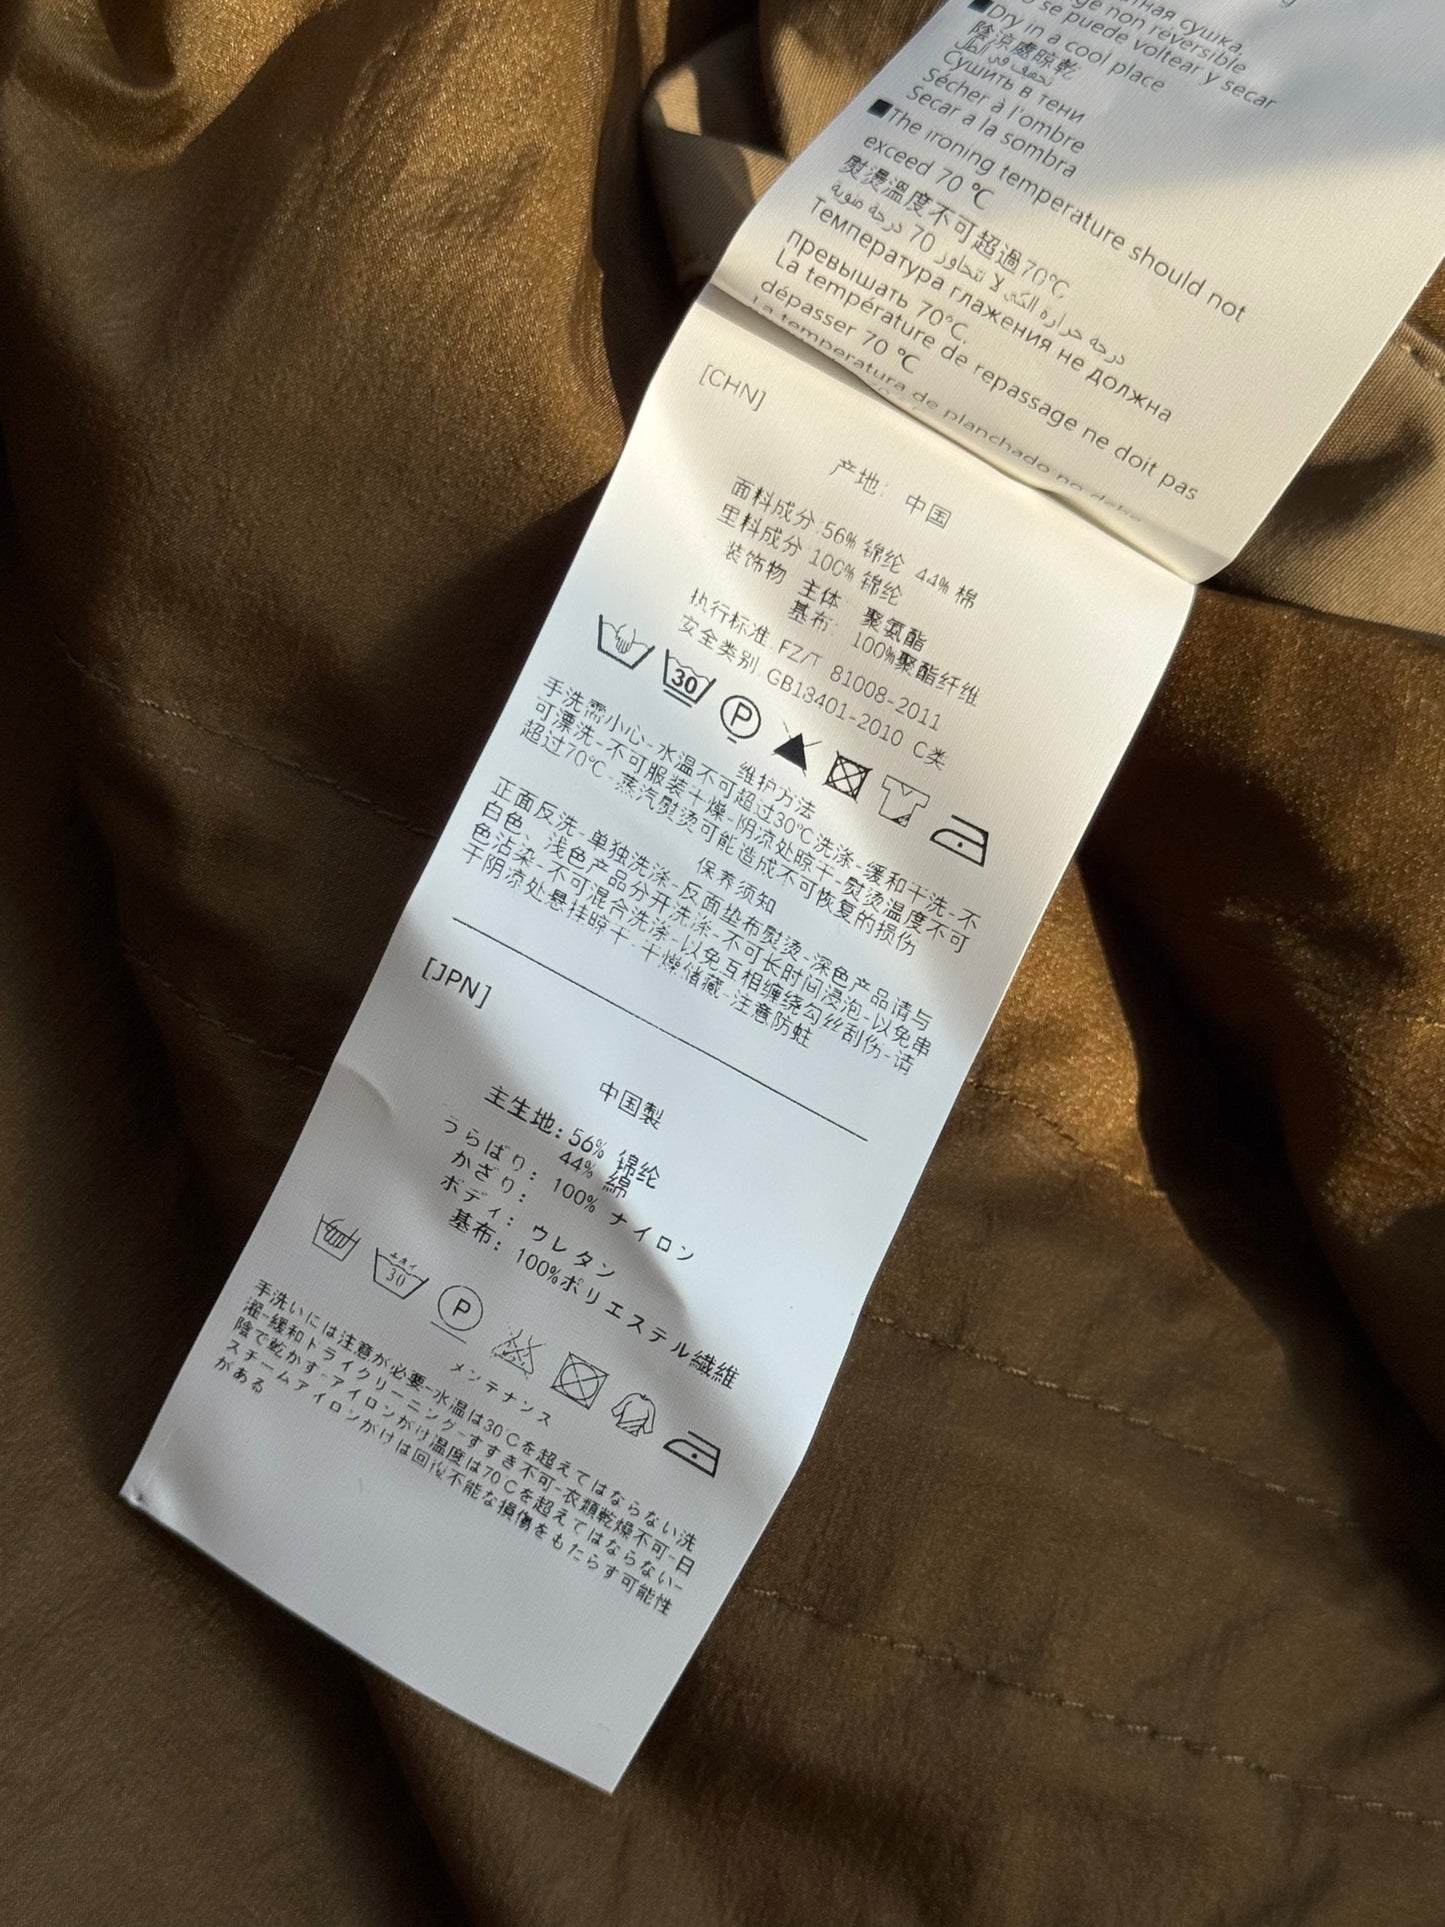 ная сушка.
ge non réversible
o se puede voltear y secar
■Dry in a cool place
陰涼處晾乾
تجفف في الظل
Сушить в тени
Sécher à l'ombre
Secar a la sombra
■The ironing temperature should not
exceed 70 ℃
熨燙溫度不可超過70℃
درجة حرارة الكي لا تتجاوز 70 درجة مئوية
Температура глажения не должна
превышать 70°C.
La température de repassage ne doit pas
dépasser 70 ℃
La temperatura de planchado no debe
[CHN]
产地: 中国
面料成分:56% 锦纶 44% 棉
里料成分:100% 锦纶
装饰物 主体: 聚氨酯
基布: 100%聚酯纤维
执行标准:FZ/T 81008-2011
安全类别:GB18401-2010 C类
30
P
维护方法
手洗需小心-水温不可超过30℃洗涤-缓和干洗-不
可漂洗-不可服装干燥-阴凉处晾干-熨烫温度不可
超过70℃-蒸汽熨烫可能造成不可恢复的损伤
保养须知
正面反洗-单独洗涤-反面垫布熨烫-深色产品请与
白色、浅色产品分开洗涤-不可长时间浸泡-以免串
色沾染-不可混合洗涤-以免互相缠绕勾丝刮伤-请
于阴凉处悬挂晾干-干燥储藏-注意防蛀
[JPN]
中国製
主生地: 56% 锦纶
44% 綿
うらばり: 100% ナイロン
かざり:
ボディ: ウレタン
基布: 100%ポリエステル繊維
30
P
メンテナンス
手洗いには注意が必要-水温は30℃を超えてはならない洗
濯-緩和ドライクリーニング-すすぎ不可-衣類乾燥不可-日
陰で乾かす-アイロンがけ温度は70℃を超えてはならない-
スチームアイロンがけは回復不能な損傷をもたらす可能性
がある